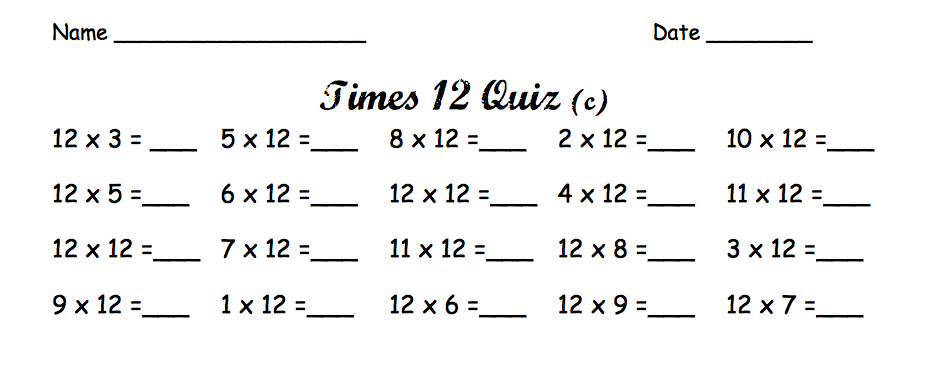 Name ___________________ Date ________
Times 12 Quiz (c)
12 x 3 = ___ 5 x 12 =___ 8 x 12 =___ 2 x 12 =___ 10 x 12 =___
12 x 5 =___ 6 x 12 =___ 12 x 12 =___ 4 x 12 =___ 11 x 12 =___
12 x 12 =___ 7 x 12 =___ 11 x 12 =___ 12 x 8 =___ 3 x 12 =___
9 x 12 =___ 1 x 12 =___ 12 x 6 =___ 12 x 9 =___ 12 x 7 =___